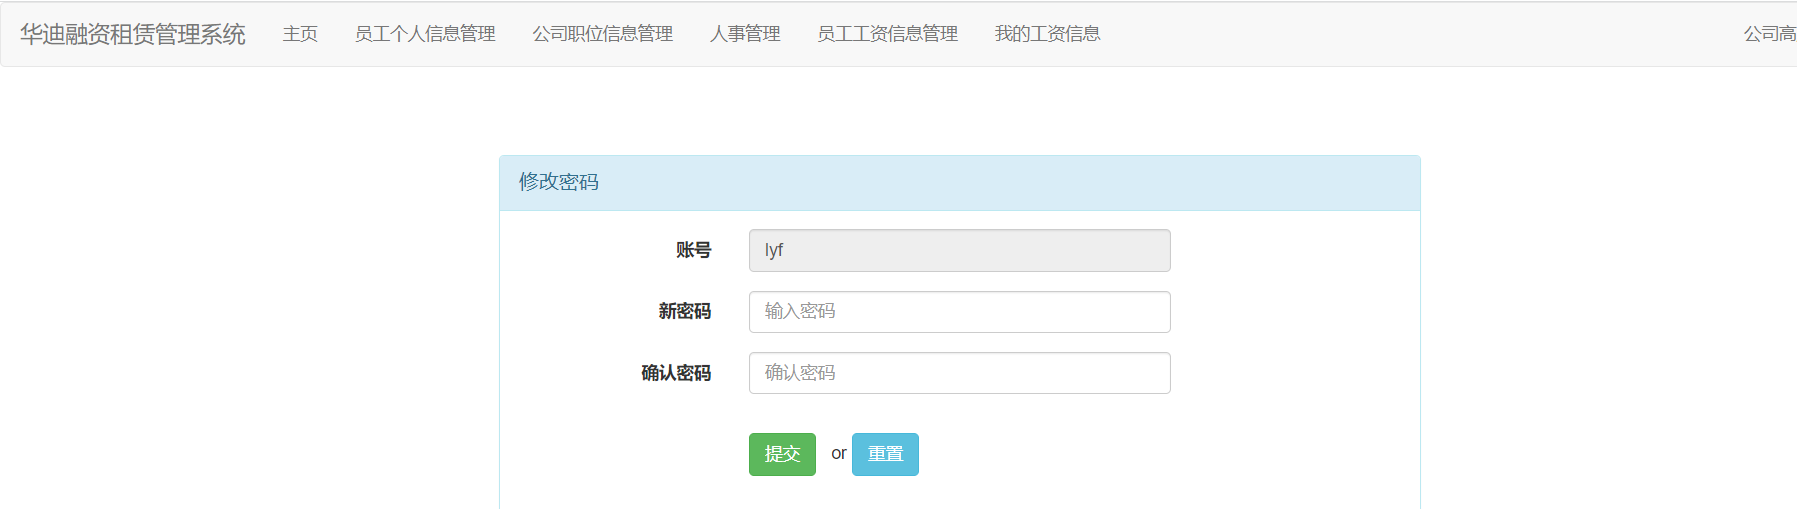 华迪融资租赁管理系统 主页 员工个人信息管理 公司职位信息管理 人事管理 员工工资信息管理 我的工资信息 公司高
修改密码
账号 lyf
新密码 输入密码
确认密码 确认密码
提交 or 重置